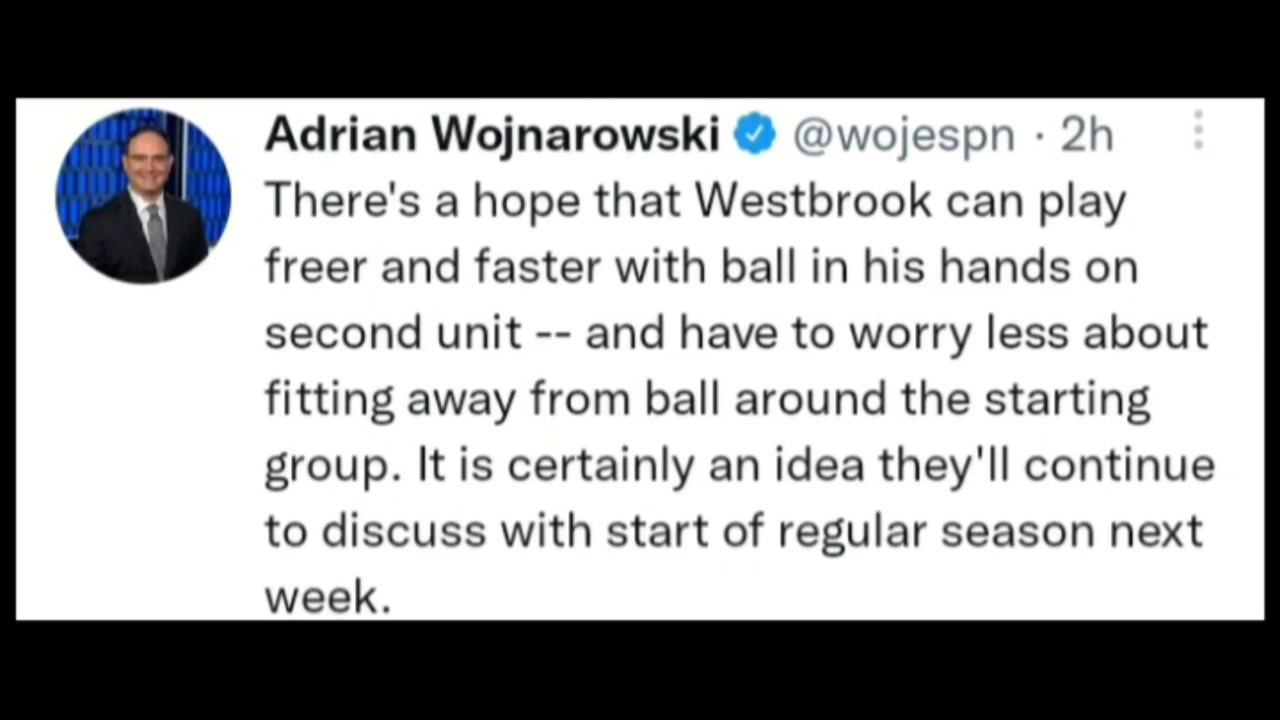 Adrian Wojnarowski @wojespn · 2h
There's a hope that Westbrook can play
freer and faster with ball in his hands on
second unit -- and have to worry less about
fitting away from ball around the starting
group. It is certainly an idea they'll continue
to discuss with start of regular season next
week.